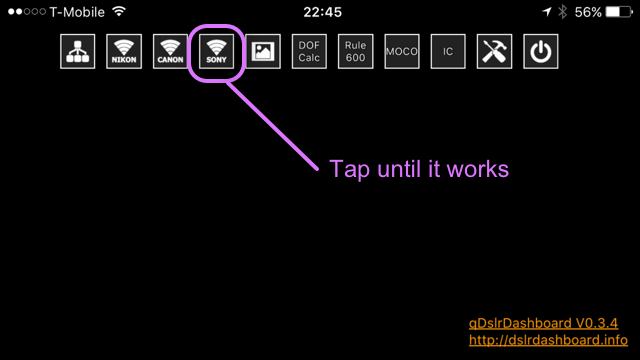 T-Mobile 22:45 56%
NIKON CANON SONY DOF Calc Rule 600 MOCO IC
Tap until it works
qDslrDashboard V0.3.4
http://dslrdashboard.info